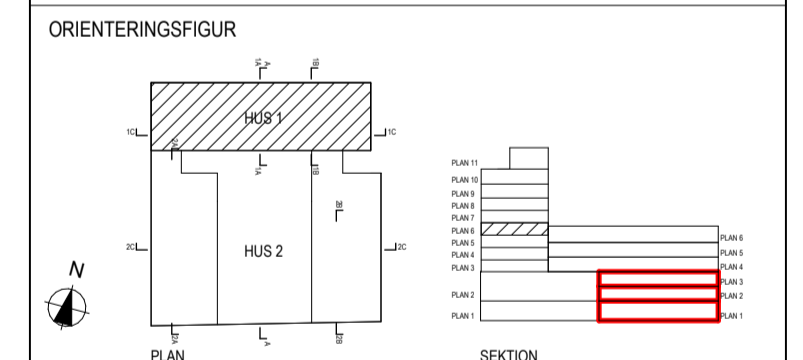 ORIENTERINGSFIGUR
1A
A
1B
HUS 1
1C
1C
2A
1A
1B
2B
2C
HUS 2
2C
N
2A
A
2B
PLAN
PLAN 11
PLAN 10
PLAN 9
PLAN 8
PLAN 7
PLAN 6
PLAN 5
PLAN 4
PLAN 3
PLAN 2
PLAN 1
PLAN 6
PLAN 5
PLAN 4
PLAN 3
PLAN 2
PLAN 1
SEKTION